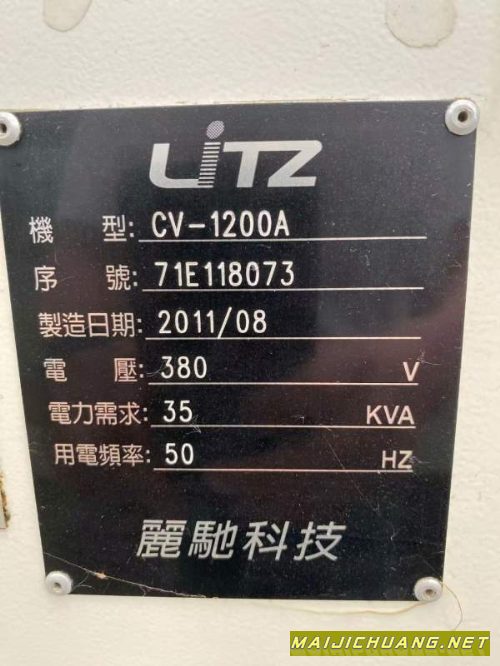 LiTZ
機 型: CV-1200A
序 號: 71E118073
製造日期: 2011/08
電 壓: 380 V
電力需求: 35 KVA
用電頻率: 50 HZ
麗馳科技
MAIJICHUANG.NET